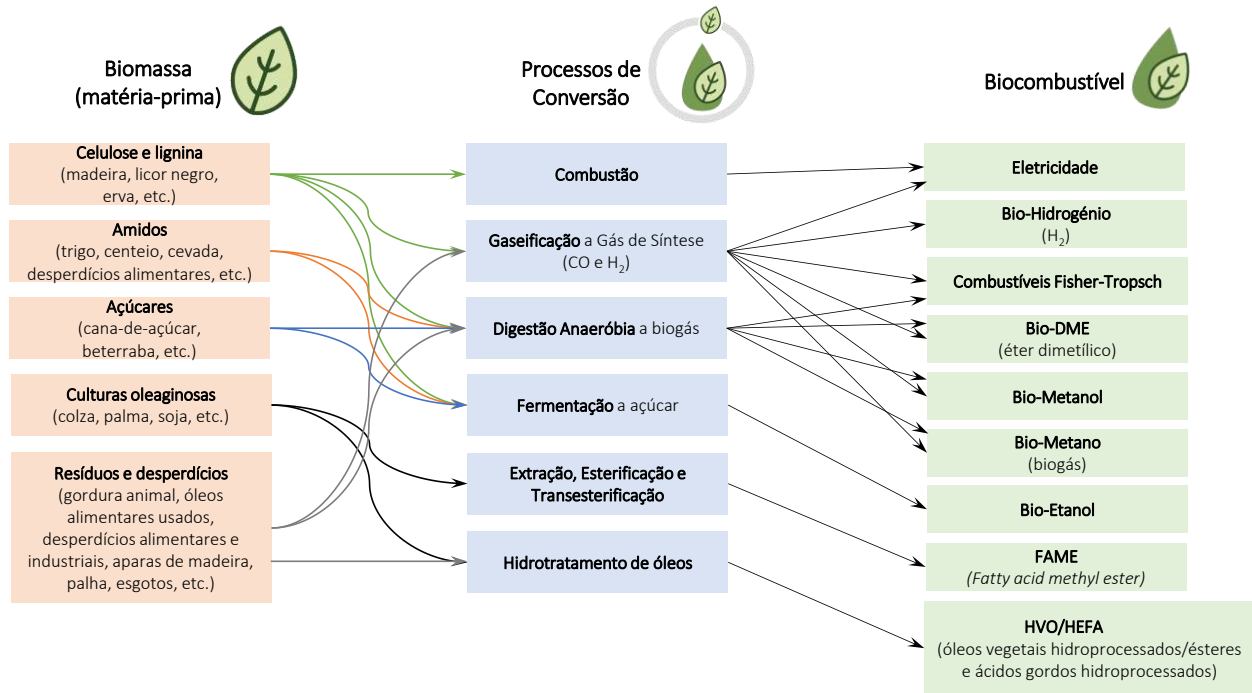 Biomassa
(matéria-prima)
Processos de
Conversão
Biocombustível
Celulose e lignina
(madeira, licor negro,
erva, etc.)
Amidos
(trigo, centeio, cevada,
desperdícios alimentares, etc.)
Açúcares
(cana-de-açúcar,
beterraba, etc.)
Culturas oleaginosas
(colza, palma, soja, etc.)
Resíduos e desperdícios
(gordura animal, óleos
alimentares usados,
desperdícios alimentares e
industriais, aparas de madeira,
palha, esgotos, etc.)
Combustão
Gaseificação a Gás de Síntese
(CO e H₂)
Digestão Anaeróbia a biogás
Fermentação a açúcar
Extração, Esterificação e
Transesterificação
Hidrotratamento de óleos
Eletricidade
Bio-Hidrogénio
(H₂)
Combustíveis Fisher-Tropsch
Bio-DME
(éter dimetílico)
Bio-Metanol
Bio-Metano
(biogás)
Bio-Etanol
FAME
(Fatty acid methyl ester)
HVO/HEFA
(óleos vegetais hidroprocessados/ésteres
e ácidos gordos hidroprocessados)